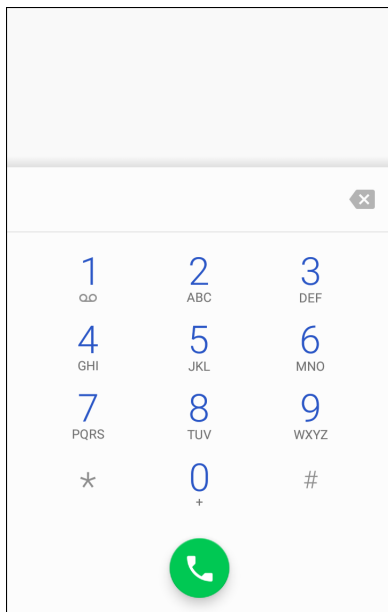 1 2 3
ABC DEF
4 5 6
GHI JKL MNO
7 8 9
PQRS TUV WXYZ
* 0 #
+